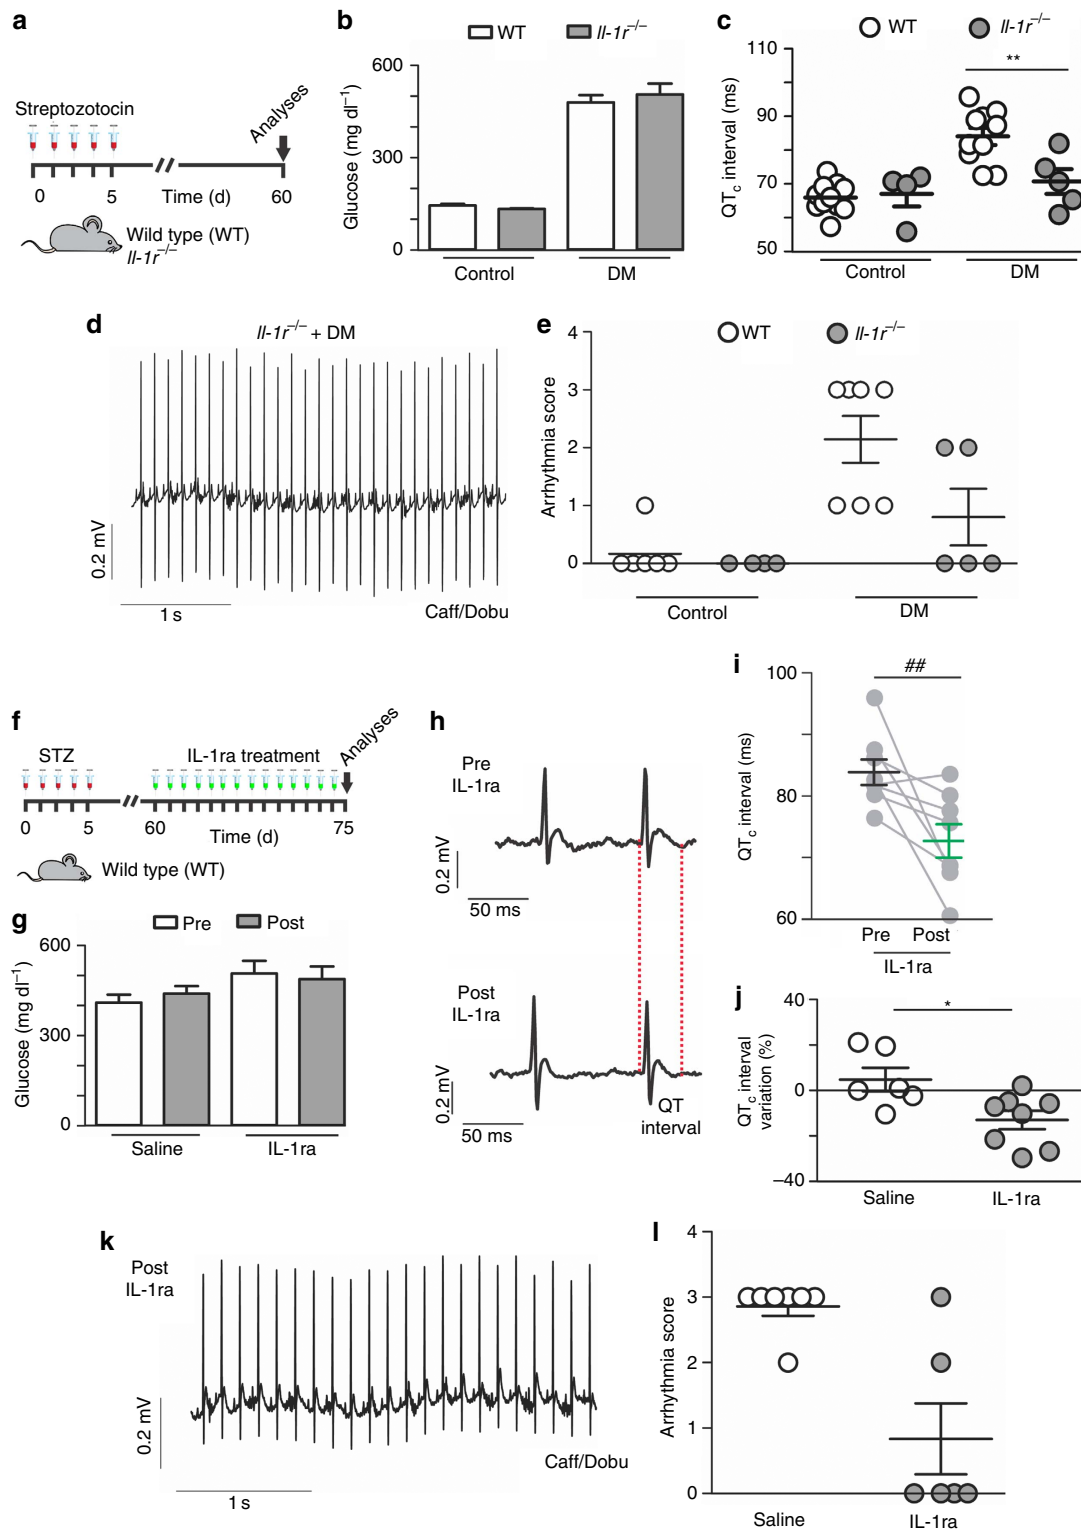 a
Streptozotocin
Analyses
0 5 Time (d) 60
Wild type (WT)
Il-1r−/−
b
WT Il-1r−/−
Glucose (mg dl−1)
600
300
0
Control DM
c
WT Il-1r−/−
QTc interval (ms)
110
90
70
50
**
Control DM
d
Il-1r−/− + DM
0.2 mV
1 s
Caff/Dobu
e
WT Il-1r−/−
Arrhythmia score
4
3
2
1
0
Control DM
f
STZ IL-1ra treatment
Analyses
0 5 60 75
Time (d)
Wild type (WT)
g
Pre Post
Glucose (mg dl−1)
600
300
0
Saline IL-1ra
h
Pre
IL-1ra
0.2 mV
50 ms
Post
IL-1ra
0.2 mV
50 ms
QT
interval
i
##
QTc interval (ms)
100
80
60
Pre Post
IL-1ra
j
*
QTc interval
variation (%)
40
0
−40
Saline IL-1ra
k
Post
IL-1ra
0.2 mV
1 s
Caff/Dobu
l
Arrhythmia score
4
3
2
1
0
Saline IL-1ra